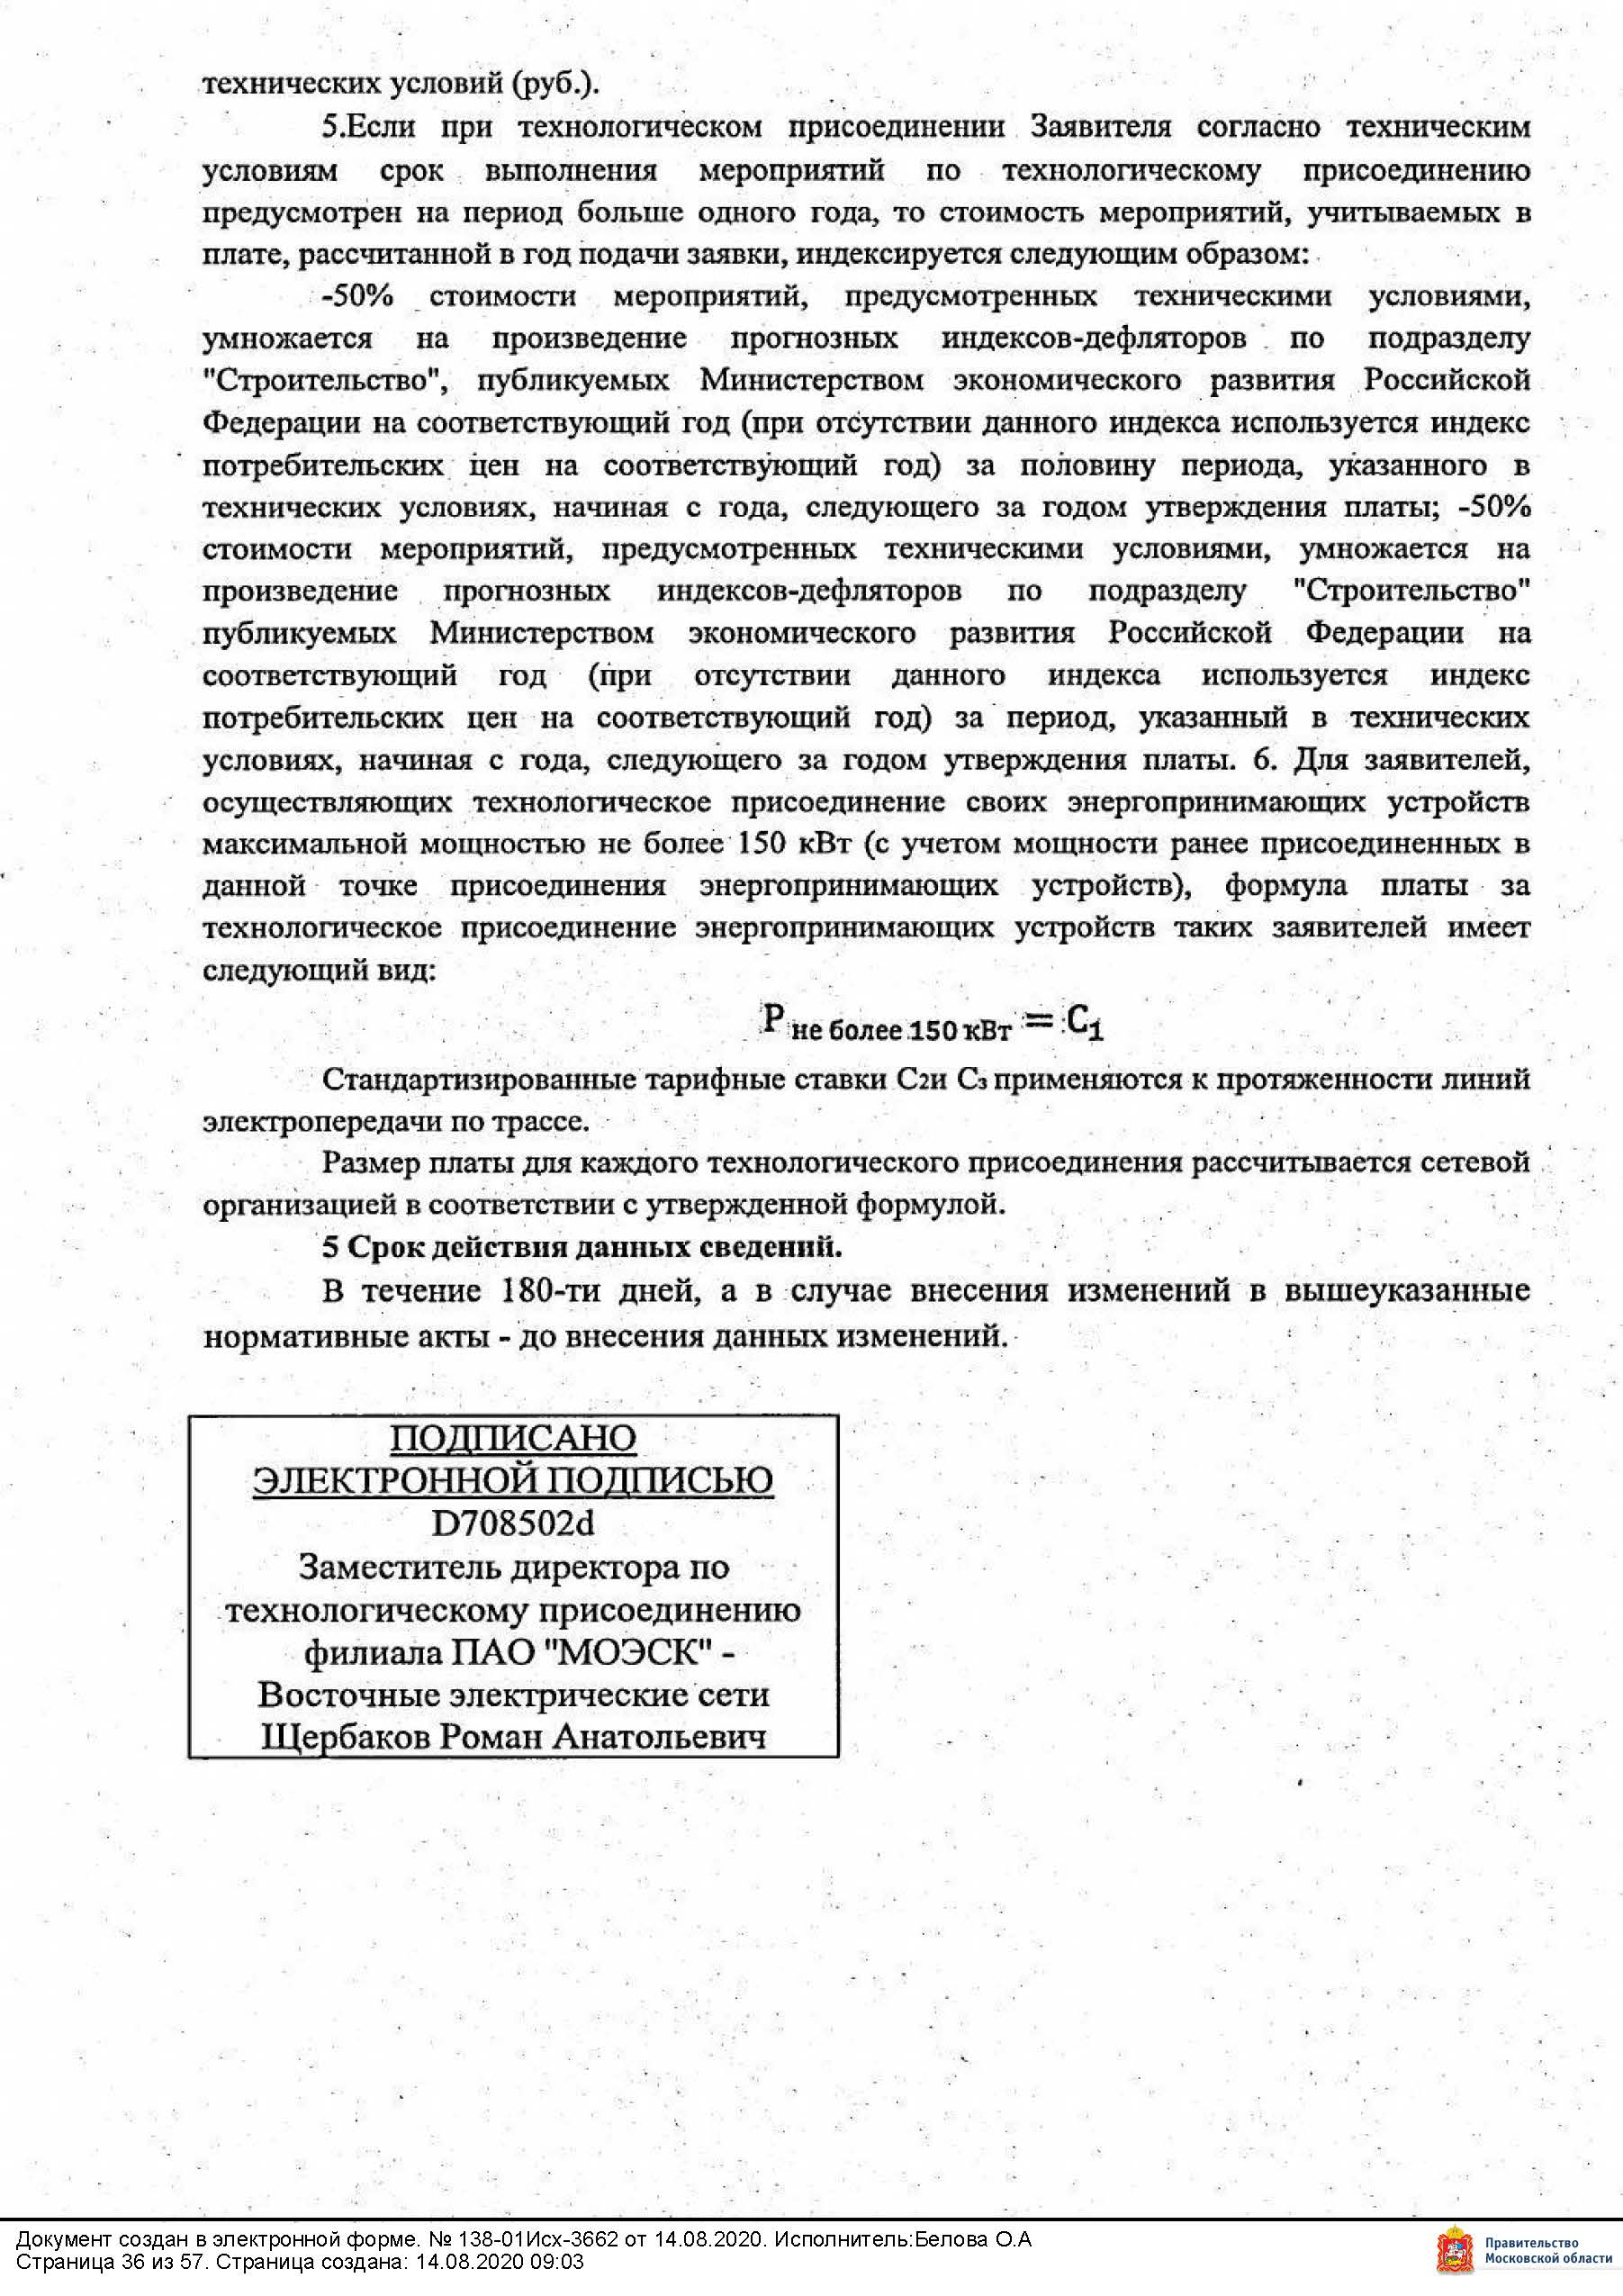 технических условий (руб.).
5.Если при технологическом присоединении Заявителя согласно техническим
условиям срок выполнения мероприятий по технологическому присоединению
предусмотрен на период больше одного года, то стоимость мероприятий, учитываемых в
плате, рассчитанной в год подачи заявки, индексируется следующим образом:
-50% стоимости мероприятий, предусмотренных техническими условиями,
умножается на произведение прогнозных индексов-дефляторов по подразделу
"Строительство", публикуемых Министерством экономического развития Российской
Федерации на соответствующий год (при отсутствии данного индекса используется индекс
потребительских цен на соответствующий год) за половину периода, указанного в
технических условиях, начиная с года, следующего за годом утверждения платы; -50%
стоимости мероприятий, предусмотренных техническими условиями, умножается на
произведение прогнозных индексов-дефляторов по подразделу "Строительство"
публикуемых Министерством экономического развития Российской Федерации на
соответствующий год (при отсутствии данного индекса используется индекс
потребительских цен на соответствующий год) за период, указанный в технических
условиях, начиная с года, следующего за годом утверждения платы. 6. Для заявителей,
осуществляющих технологическое присоединение своих энергопринимающих устройств
максимальной мощностью не более 150 кВт (с учетом мощности ранее присоединенных в
данной точке присоединения энергопринимающих устройств), формула платы за
технологическое присоединение энергопринимающих устройств таких заявителей имеет
следующий вид:
P не более 150 кВт = C1
Стандартизированные тарифные ставки С2и С3 применяются к протяженности линий
электропередачи по трассе.
Размер платы для каждого технологического присоединения рассчитывается сетевой
организацией в соответствии с утвержденной формулой.
5 Срок действия данных сведений.
В течение 180-ти дней, а в случае внесения изменений в вышеуказанные
нормативные акты - до внесения данных изменений.
ПОДПИСАНО
ЭЛЕКТРОННОЙ ПОДПИСЬЮ
D708502d
Заместитель директора по
технологическому присоединению
филиала ПАО "МОЭСК" -
Восточные электрические сети
Щербаков Роман Анатольевич
Документ создан в электронной форме. № 138-01Исх-3662 от 14.08.2020. Исполнитель:Белова О.А
Страница 36 из 57. Страница создана: 14.08.2020 09:03
Правительство
Московской области